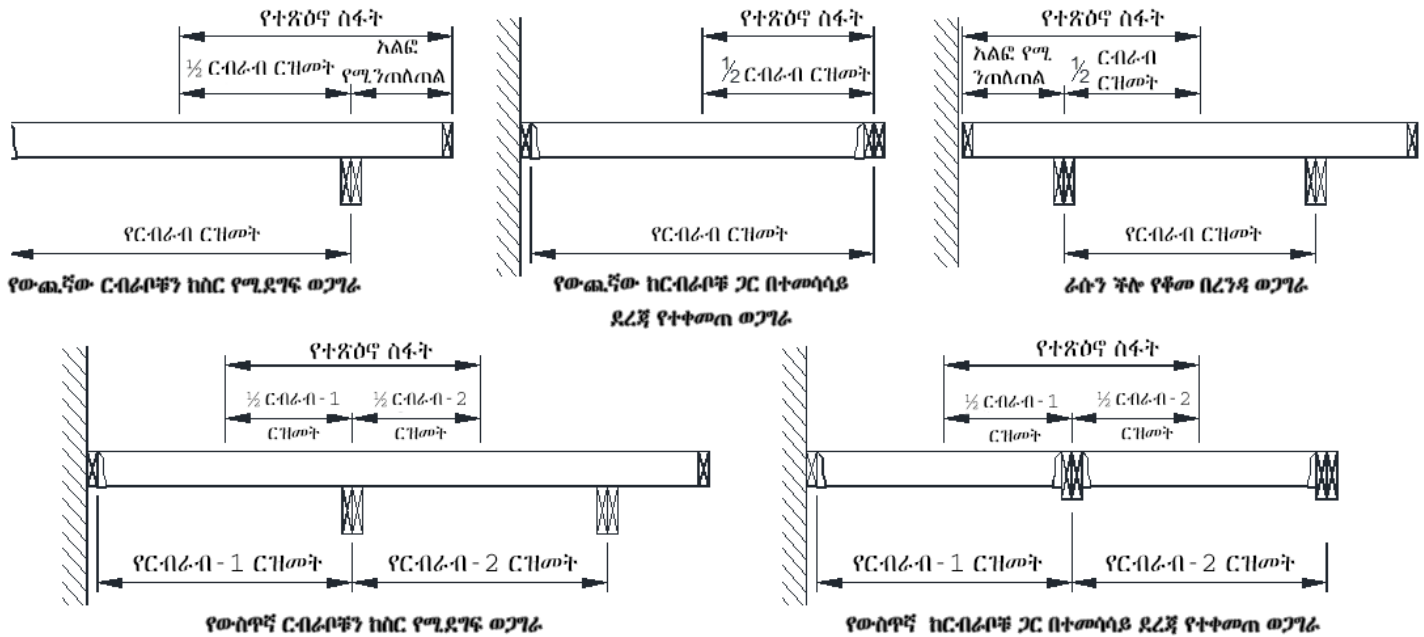 የተጽዕኖ ስፋት
½ ርብራብ ርዝመት
አልፎ
የሚንጠለጠል
የርብራብ ርዝመት
የውጪኛው ርብራቦቹን ከስር የሚደግፍ ወጋግራ
የተጽዕኖ ስፋት
½ ርብራብ ርዝመት
የርብራብ ርዝመት
የውጪኛው ከርብራቦቹ ጋር በተመሳሳይ
ደረጃ የተቀመጠ ወጋግራ
የተጽዕኖ ስፋት
አልፎ የሚ
ንጠለጠል
½ ርብራብ
ርዝመት
የርብራብ ርዝመት
ራሱን ችሎ የቆመ በረንዳ ወጋግራ
የተጽዕኖ ስፋት
½ ርብራብ-1
ርዝመት
½ ርብራብ-2
ርዝመት
የርብራብ-1 ርዝመት
የርብራብ-2 ርዝመት
የውስጥኛ ርብራቦቹን ከስር የሚደግፍ ወጋግራ
የተጽዕኖ ስፋት
½ ርብራብ-1
ርዝመት
½ ርብራብ-2
ርዝመት
የርብራብ-1 ርዝመት
የርብራብ-2 ርዝመት
የውስጥኛ ከርብራቦቹ ጋር በተመሳሳይ ደረጃ የተቀመጠ ወጋግራ